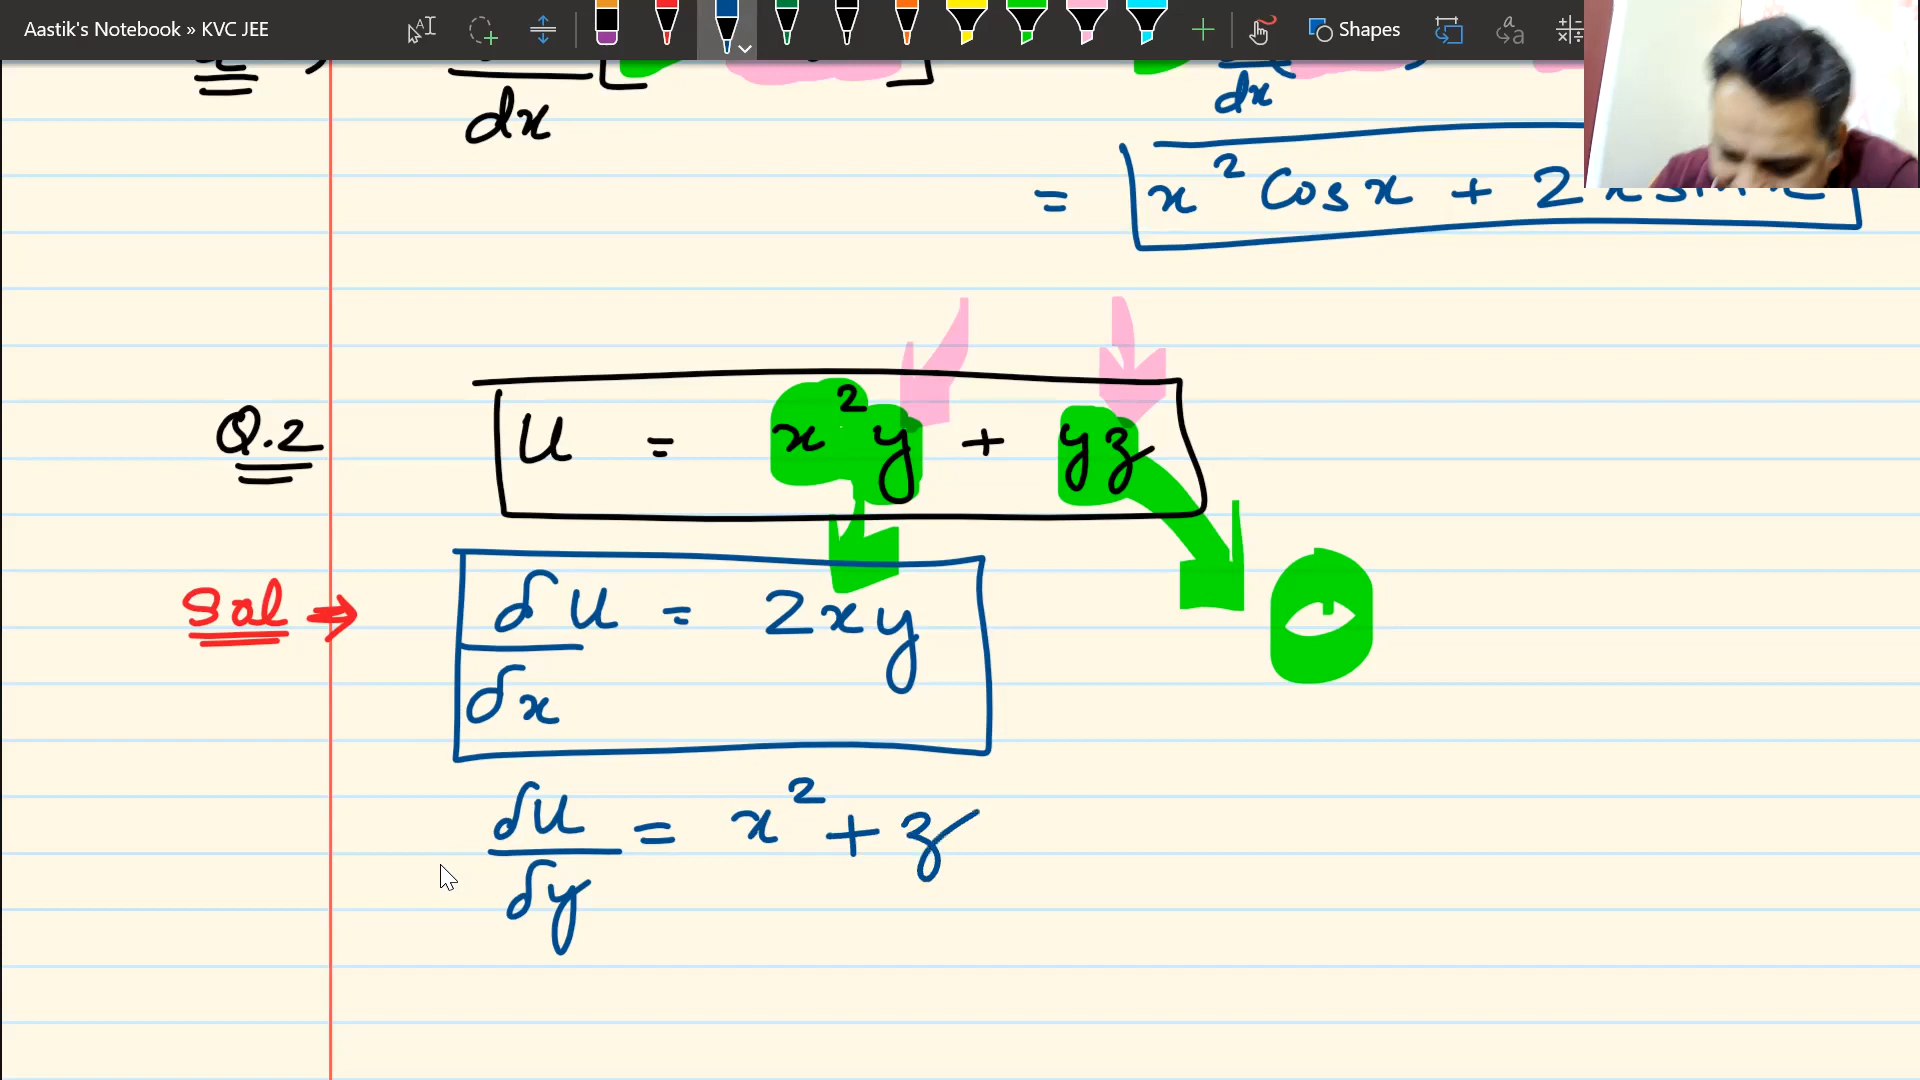 Aastik's Notebook » KVC JEE
Shapes
dx
dx
= x² Cos x + 2
Q.2 U = x²y + yz
Sol ⇒ δU/δx = 2xy
0
δU/δy = x² + z